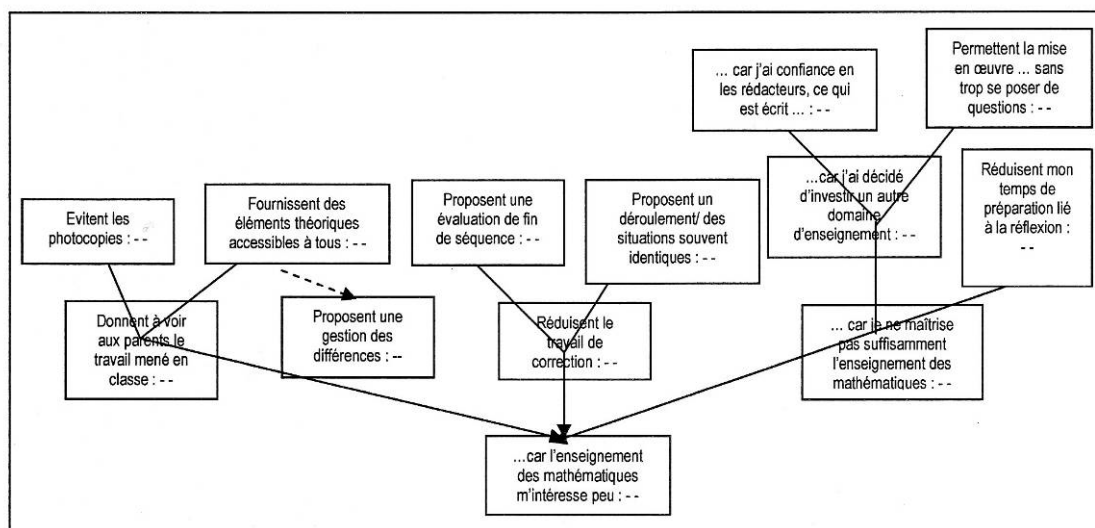 … car j'ai confiance en
les rédacteurs, ce qui
est écrit … : - -
Permettent la mise
en œuvre … sans
trop se poser de
questions : - -
Evitent les
photocopies : - -
Fournissent des
éléments théoriques
accessibles à tous : - -
Proposent une
évaluation de fin
de séquence : - -
Proposent un
déroulement/ des
situations souvent
identiques : - -
…car j'ai décidé
d'investir un autre
domaine
d'enseignement : - -
Réduisent mon
temps de
préparation lié
à la réflexion :
- -
Donnent à voir
aux parents le
travail mené en
classe : - -
Proposent une
gestion des
différences : --
Réduisent le
travail de
correction : - -
… car je ne maîtrise
pas suffisamment
l'enseignement des
mathématiques : - -
…car l'enseignement
des mathématiques
m'intéresse peu : - -